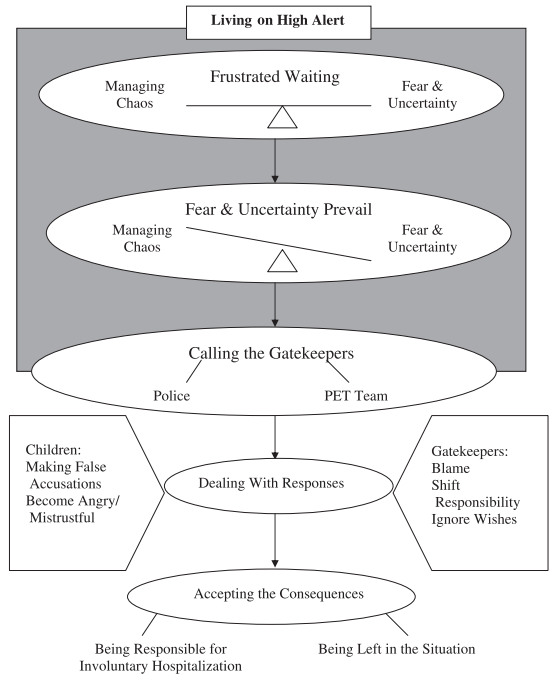 Living on High Alert
Frustrated Waiting
Managing
Chaos
Fear &
Uncertainty
Fear & Uncertainty Prevail
Managing
Chaos
Fear &
Uncertainty
Calling the Gatekeepers
Police
PET Team
Children:
Making False
Accusations
Become Angry/
Mistrustful
Dealing With Responses
Gatekeepers:
Blame
Shift
Responsibility
Ignore Wishes
Accepting the Consequences
Being Responsible for
Involuntary Hospitalization
Being Left in the Situation